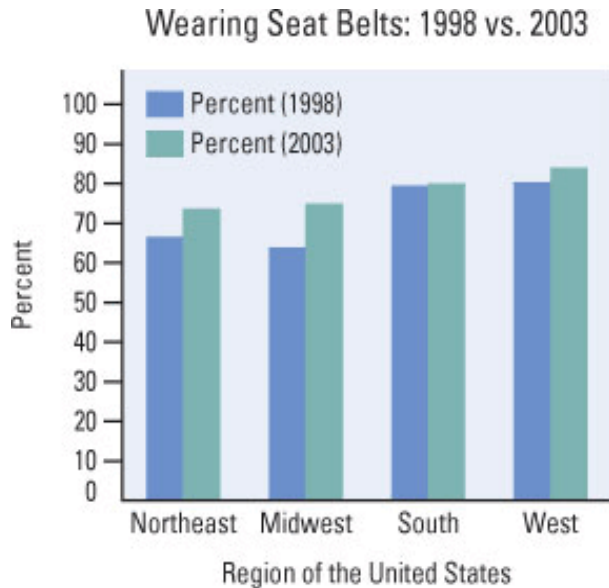 Wearing Seat Belts: 1998 vs. 2003
Percent (1998)
Percent (2003)
Percent
100
90
80
70
60
50
40
30
20
10
0
Northeast Midwest South West
Region of the United States